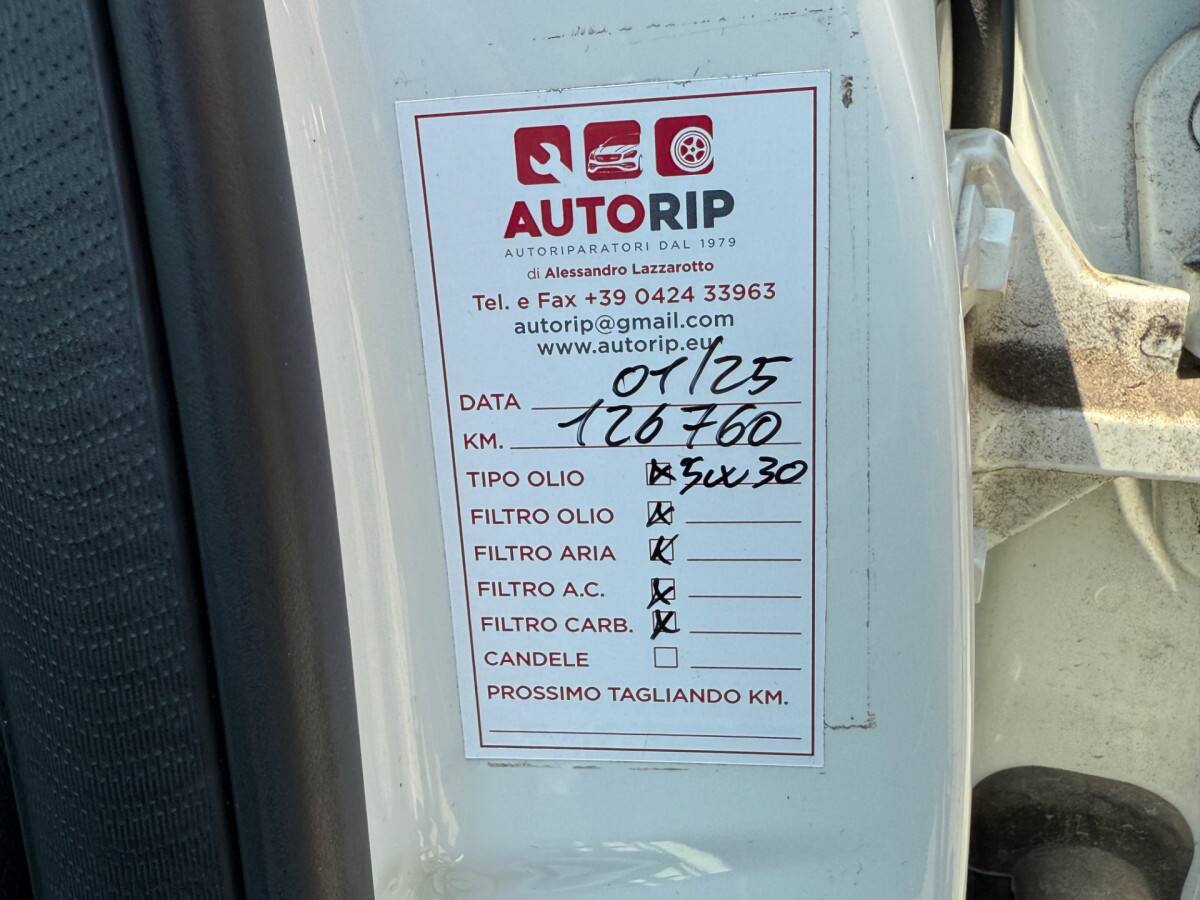 AUTORIP
AUTORIPARATORI DAL 1979
di Alessandro Lazzarotto
Tel. e Fax +39 0424 33963
autorip@gmail.com
www.autorip.eu
DATA 01/25
KM. 126760
TIPO OLIO 5W30
FILTRO OLIO
FILTRO ARIA
FILTRO A.C.
FILTRO CARB.
CANDELE
PROSSIMO TAGLIANDO KM.